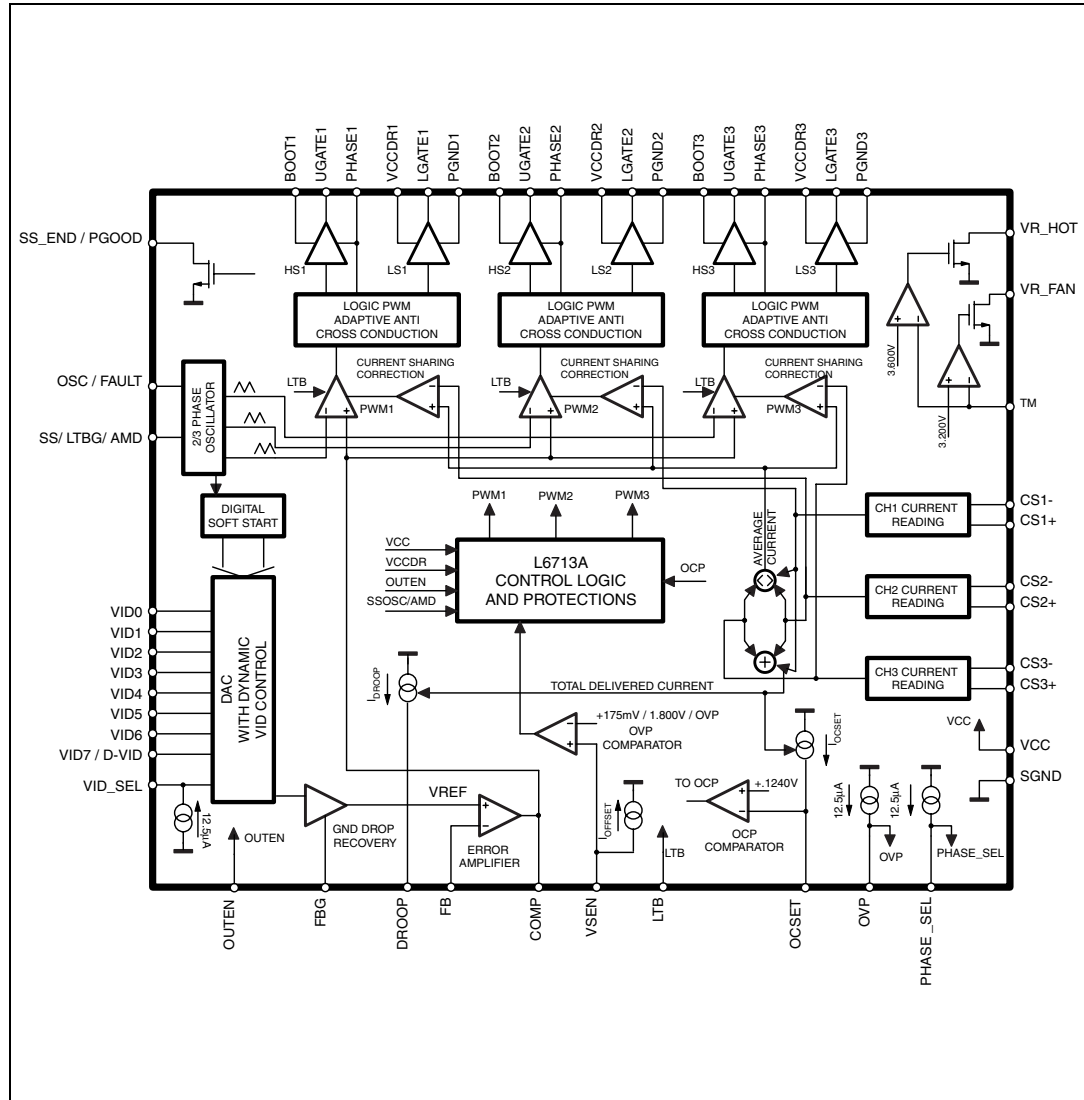 BOOT1
UGATE1
PHASE1
VCCDR1
LGATE1
PGND1
BOOT2
UGATE2
PHASE2
VCCDR2
LGATE2
PGND2
BOOT3
UGATE3
PHASE3
VCCDR3
LGATE3
PGND3
SS_END / PGOOD
VR_HOT
HS1
LS1
HS2
LS2
HS3
LS3
VR_FAN
LOGIC PWM
ADAPTIVE ANTI
CROSS CONDUCTION
LOGIC PWM
ADAPTIVE ANTI
CROSS CONDUCTION
LOGIC PWM
ADAPTIVE ANTI
CROSS CONDUCTION
+
-
3.600V
+
-
3.200V
TM
OSC / FAULT
SS/ LTBG/ AMD
2/3 PHASE
OSCILLATOR
LTB
CURRENT SHARING
CORRECTION
PWM1
LTB
CURRENT SHARING
CORRECTION
PWM2
LTB
CURRENT SHARING
CORRECTION
PWM3
DIGITAL
SOFT START
PWM1
PWM2
PWM3
VCC
VCCDR
OUTEN
SSOSC/AMD
L6713A
CONTROL LOGIC
AND PROTECTIONS
OCP
AVERAGE
CURRENT
CH1 CURRENT
READING
CS1-
CS1+
CH2 CURRENT
READING
CS2-
CS2+
CH3 CURRENT
READING
CS3-
CS3+
VID0
VID1
VID2
VID3
VID4
VID5
VID6
VID7 / D-VID
VID_SEL
DAC
WITH DYNAMIC
VID CONTROL
12.5µA
OUTEN
GND DROP
RECOVERY
VREF
ERROR
AMPLIFIER
IDROOP
TOTAL DELIVERED CURRENT
+175mV / 1.800V / OVP
OVP
COMPARATOR
IOFFSET
LTB
TO OCP
+.1240V
OCP
COMPARATOR
IOCSET
12.5µA
OVP
12.5µA
PHASE_SEL
VCC
VCC
SGND
OUTEN
FBG
DROOP
FB
COMP
VSEN
LTB
OCSET
OVP
PHASE _SEL